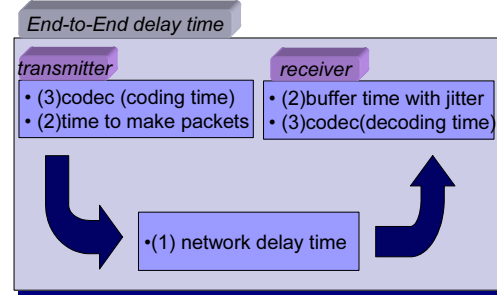 End-to-End delay time
transmitter
• (3)codec (coding time)
• (2)time to make packets
receiver
• (2)buffer time with jitter
• (3)codec(decoding time)
•(1) network delay time